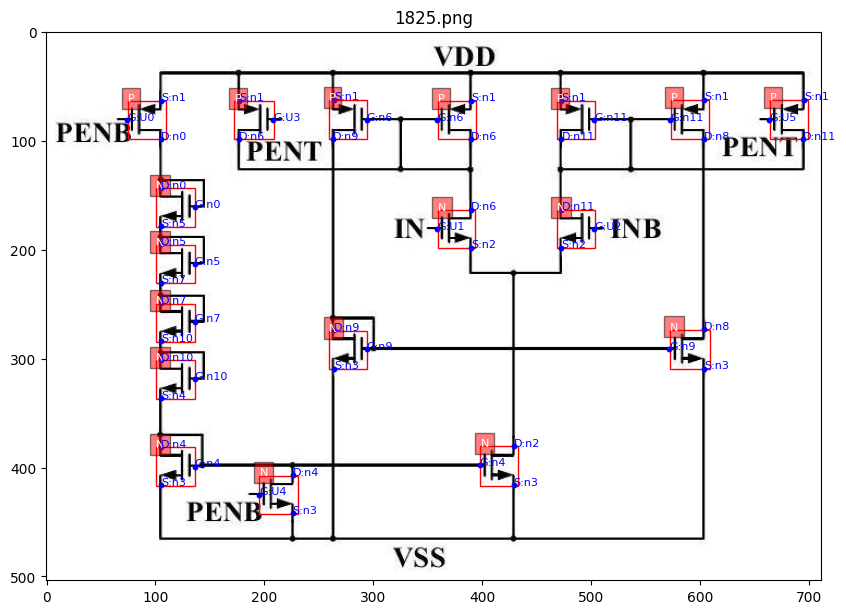 1825.png
0
100
200
300
400
500
0
100
200
300
400
500
600
700
VDD
P
S:n1
G:U0
D:n0
PENB
P
S:n1
G:U3
D:n6
PENT
P
S:n1
G:n6
D:n9
P
S:n1
G:n6
D:n6
P
S:n1
G:n11
D:n11
P
S:n1
G:n11
D:n8
P
S:n1
G:U5
D:n11
PENT
N
D:n0
G:n0
S:n5
N
D:n6
G:U1
S:n2
IN
N
D:n11
G:U2
S:n2
INB
N
D:n5
G:n5
S:n7
N
D:n7
G:n7
S:n10
N
D:n9
G:n9
S:n3
N
D:n8
G:n9
S:n3
N
D:n10
G:n10
S:n4
N
D:n4
G:n4
S:n3
N
D:n2
G:n4
S:n3
N
D:n4
G:U4
S:n3
PENB
VSS